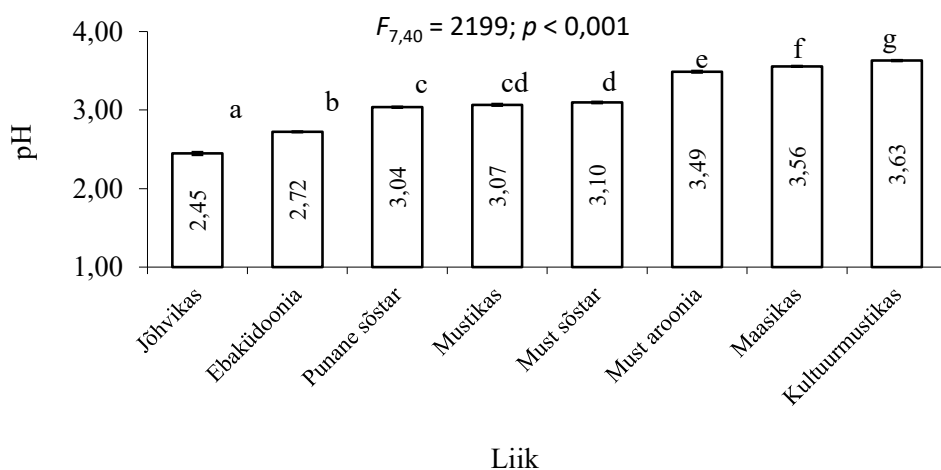 F7,40 = 2199; p < 0,001
4,00
3,00
2,00
1,00
pH
a
b
c
cd
d
e
f
g
2,45
2,72
3,04
3,07
3,10
3,49
3,56
3,63
Jõhvikas
Ebaküdoonia
Punane sõstar
Mustikas
Must sõstar
Must aroonia
Maasikas
Kultuurmustikas
Liik